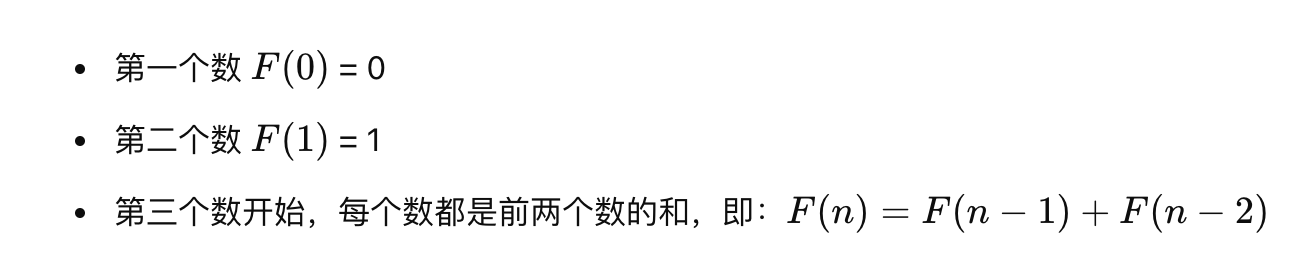 • 第一个数 F(0) = 0
• 第二个数 F(1) = 1
• 第三个数开始，每个数都是前两个数的和，即：F(n) = F(n − 1) + F(n − 2)